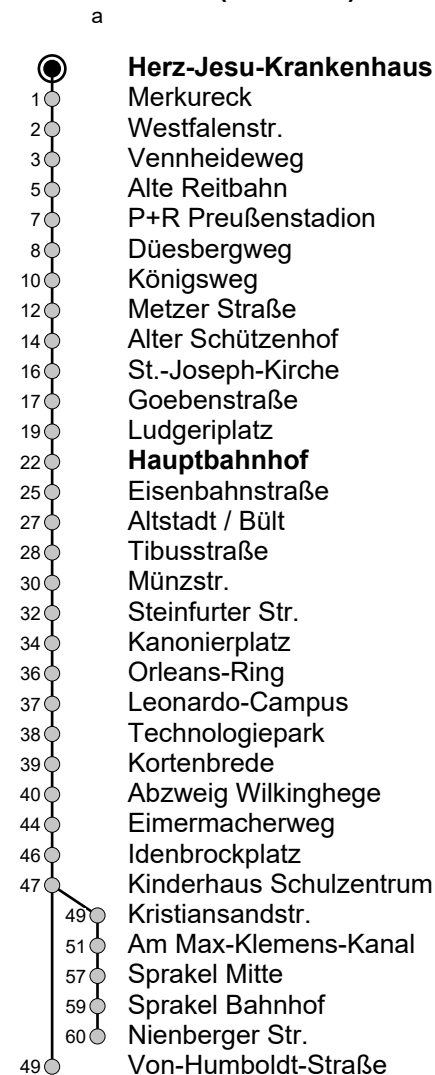 a
Herz-Jesu-Krankenhaus
1 Merkureck
2 Westfalenstr.
3 Vennheideweg
5 Alte Reitbahn
7 P+R Preußenstadion
8 Düesbergweg
10 Königsweg
12 Metzer Straße
14 Alter Schützenhof
16 St.-Joseph-Kirche
17 Goebenstraße
19 Ludgeriplatz
22 Hauptbahnhof
25 Eisenbahnstraße
27 Altstadt / Bült
28 Tibusstraße
30 Münzstr.
32 Steinfurter Str.
34 Kanonierplatz
36 Orleans-Ring
37 Leonardo-Campus
38 Technologiepark
39 Kortenbrede
40 Abzweig Wilkinghege
44 Eimermacherweg
46 Idenbrockplatz
47 Kinderhaus Schulzentrum
49 Kristiansandstr.
51 Am Max-Klemens-Kanal
57 Sprakel Mitte
59 Sprakel Bahnhof
60 Nienberger Str.
49 Von-Humboldt-Straße